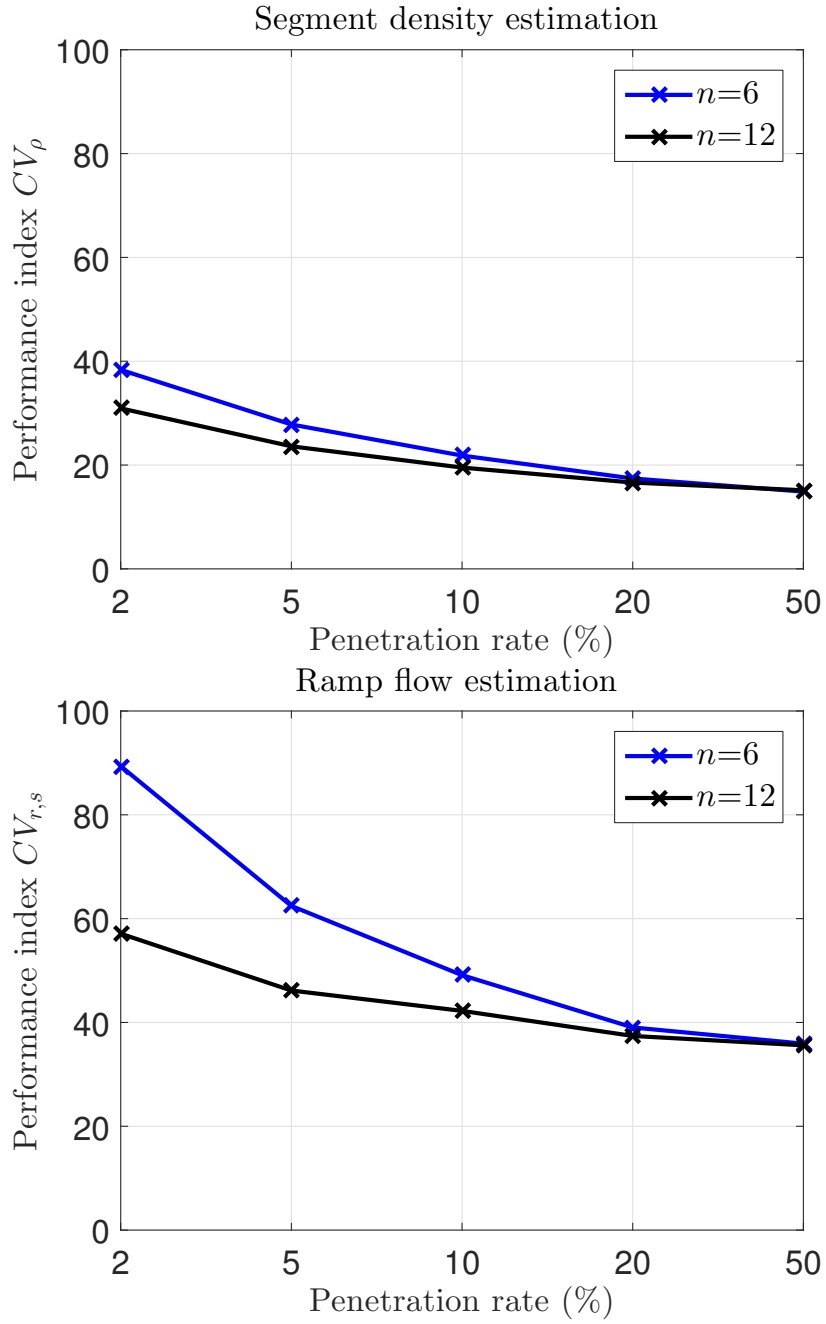 Segment density estimation
100
80
60
40
20
0
Performance index CVρ
n=6
n=12
2 5 10 20 50
Penetration rate (%)
Ramp flow estimation
100
80
60
40
20
0
Performance index CVr,s
n=6
n=12
2 5 10 20 50
Penetration rate (%)